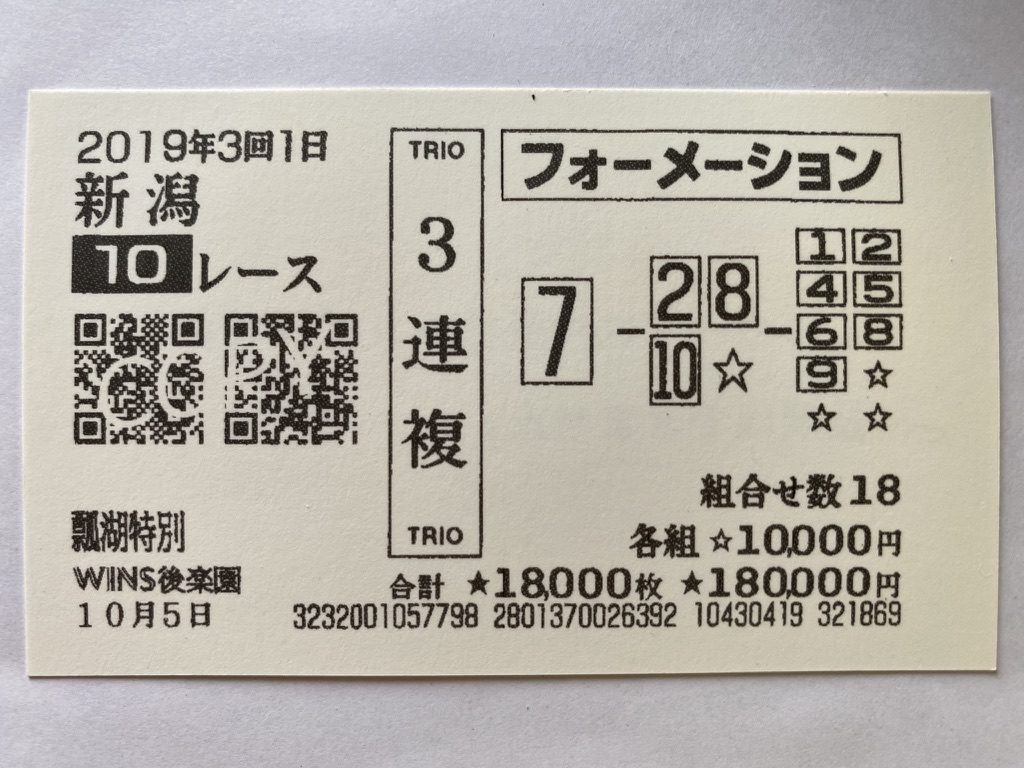 2019年3回1日
新潟
10レース
COPY
瓢湖特別
WINS後楽園
10月5日
TRIO
3連複
TRIO
フォーメーション
7 - 2 8 10 ☆ - 1 2 4 5 6 8 9 ☆ ☆ ☆
組合せ数18
各組 ☆10,000円
合計 ★18,000枚 ★180,000円
3232001057798 2801370026392 10430419 321869